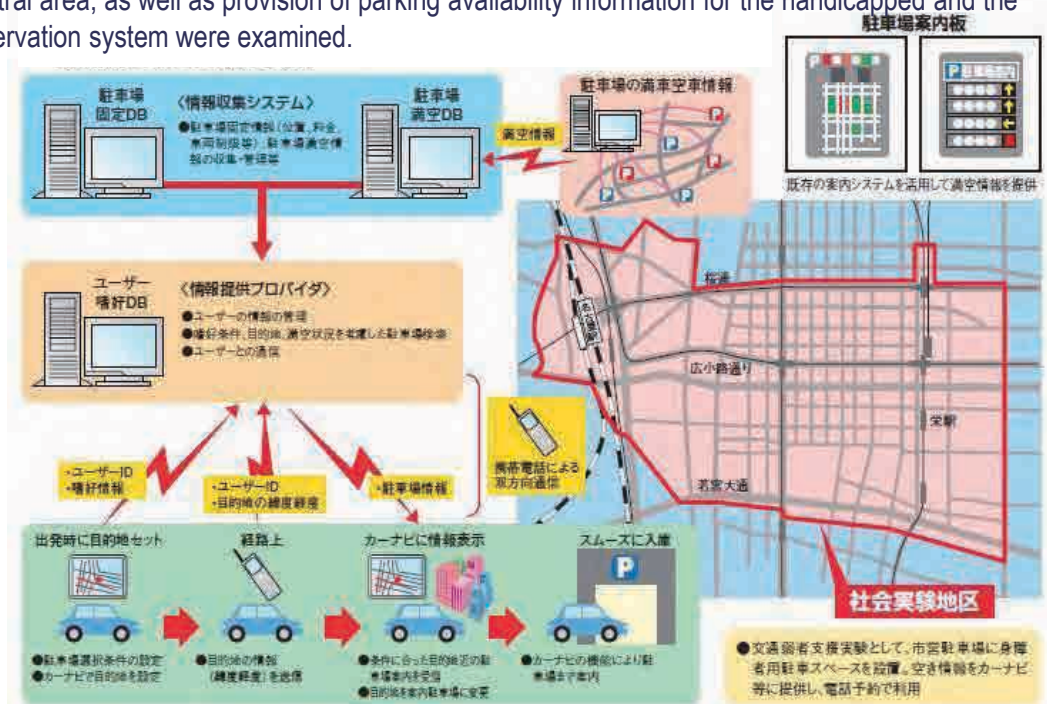 tral area, as well as provision of parking availability information for the handicapped and the
servation system were examined.
駐車場案内板
既存の案内システムを活用して満空情報を提供
駐車場
固定DB
〈情報収集システム〉
●駐車場固定情報(位置、料金、
車両制限等)、駐車場満空情
報の収集・管理等
駐車場
満空DB
満空情報
駐車場の満車空車情報
ユーザー
嗜好DB
〈情報提供プロバイダ〉
●ユーザーの情報の管理
●嗜好条件、目的地、満空状況を考慮した駐車場検索
●ユーザーとの通信
・ユーザーID
・嗜好情報
・ユーザーID
・目的地の緯度経度
・駐車場情報
携帯電話による
双方向通信
出発時に目的地セット
●駐車場選択条件の設定
●カーナビで目的地を設定
経路上
●目的地の情報
(緯度経度)を送信
カーナビに情報表示
●条件に合った目的地近の駐
車場案内を受信
●目的地を案内駐車場に変更
スムーズに入庫
P
●カーナビの機能により駐
車場まで案内
桜通
名古屋駅
広小路通り
栄駅
若宮大通
社会実験地区
●交通弱者支援実験として、市営駐車場に身障
者用駐車スペースを設置。空き情報をカーナビ
等に提供し、電話予約で利用